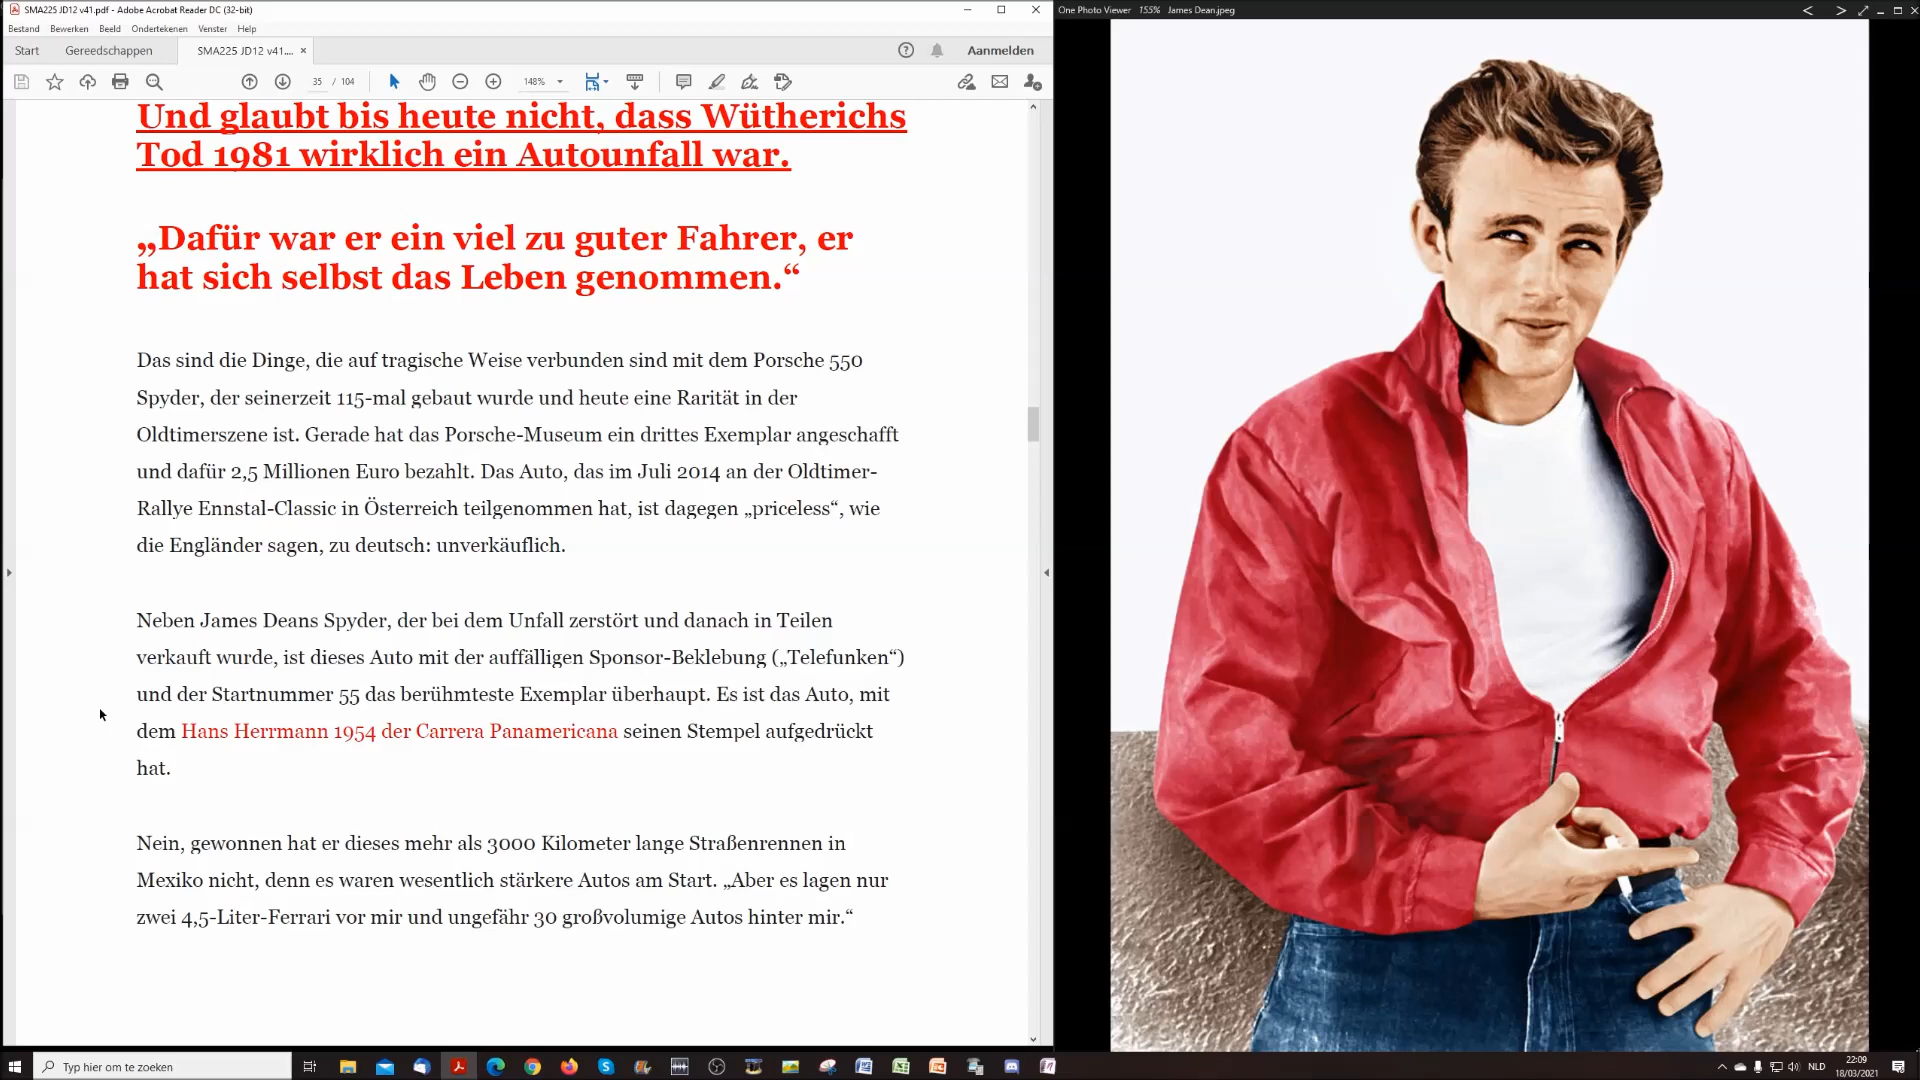 SMA225 JD12 v41.pdf - Adobe Acrobat Reader DC (32-bit)
Bestand Bewerken Beeld Ondertekenen Venster Help
Start Gereedschappen SMA225 JD12 v41.... × Aanmelden
35 / 104 148%
Und glaubt bis heute nicht, dass Wütherichs
Tod 1981 wirklich ein Autounfall war.
„Dafür war er ein viel zu guter Fahrer, er
hat sich selbst das Leben genommen.“
Das sind die Dinge, die auf tragische Weise verbunden sind mit dem Porsche 550
Spyder, der seinerzeit 115-mal gebaut wurde und heute eine Rarität in der
Oldtimerszene ist. Gerade hat das Porsche-Museum ein drittes Exemplar angeschafft
und dafür 2,5 Millionen Euro bezahlt. Das Auto, das im Juli 2014 an der Oldtimer-
Rallye Ennstal-Classic in Österreich teilgenommen hat, ist dagegen „priceless“, wie
die Engländer sagen, zu deutsch: unverkäuflich.
Neben James Deans Spyder, der bei dem Unfall zerstört und danach in Teilen
verkauft wurde, ist dieses Auto mit der auffälligen Sponsor-Beklebung („Telefunken“)
und der Startnummer 55 das berühmteste Exemplar überhaupt. Es ist das Auto, mit
dem Hans Herrmann 1954 der Carrera Panamericana seinen Stempel aufgedrückt
hat.
Nein, gewonnen hat er dieses mehr als 3000 Kilometer lange Straßenrennen in
Mexiko nicht, denn es waren wesentlich stärkere Autos am Start. „Aber es lagen nur
zwei 4,5-Liter-Ferrari vor mir und ungefähr 30 großvolumige Autos hinter mir.“
One Photo Viewer 155% James Dean.jpeg
Typ hier om te zoeken
NLD
22:09
18/03/2021